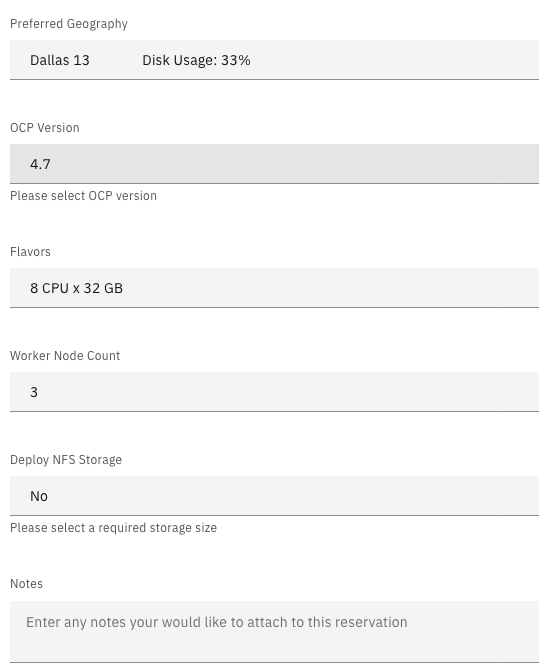 Preferred Geography
Dallas 13 Disk Usage: 33%
OCP Version
4.7
Please select OCP version
Flavors
8 CPU x 32 GB
Worker Node Count
3
Deploy NFS Storage
No
Please select a required storage size
Notes
Enter any notes your would like to attach to this reservation